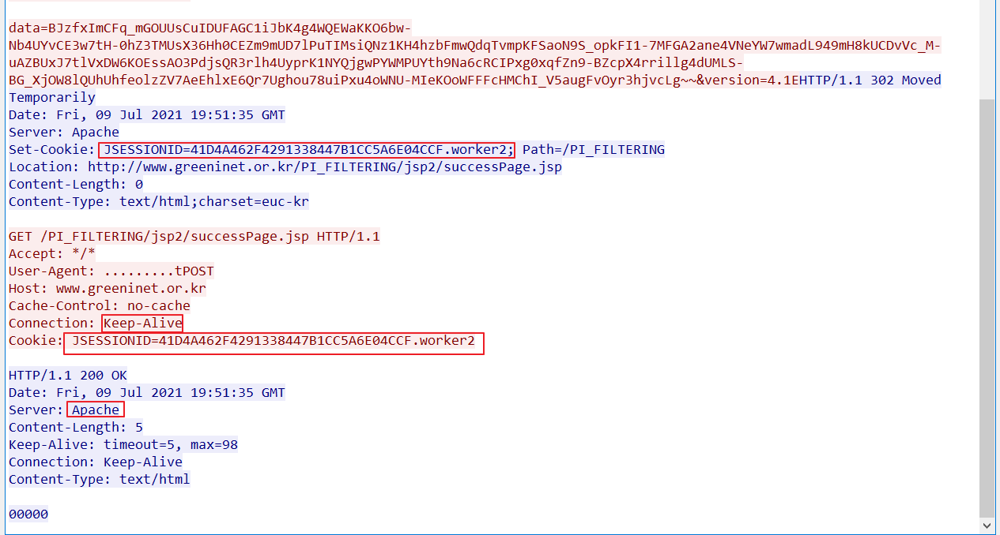 data=BJzfxImCFq_mGOUUsCuIDUFAGC1iJbK4g4WQEWaKKO6bw-
Nb4UYvCE3w7tH-0hZ3TMUsX36Hh0CEZm9mUD7lPuTIMsiQNz1KH4hzbFmwQdqTvmpKFSaoN9S_opkFI1-7MFGA2ane4VNeYW7wmadL949mH8kUCDvVc_M-
uAZBUxJ7tlVxDW6KOEssAO3PdjsQR3rlh4UyprK1NYQjgwPYWMPUYth9Na6cRCIPxg0xqfZn9-BZcpX4rrillg4dUMLS-
BG_XjOW8lQUhUhfeolzZV7AeEhlxE6Qr7Ughou78uiPxu4oWNU-MIeKOoWFFFcHMChI_V5augFvOyr3hjvcLg~~&version=4.1EHTTP/1.1 302 Moved
Temporarily
Date: Fri, 09 Jul 2021 19:51:35 GMT
Server: Apache
Set-Cookie: JSESSIONID=41D4A462F4291338447B1CC5A6E04CCF.worker2; Path=/PI_FILTERING
Location: http://www.greeninet.or.kr/PI_FILTERING/jsp2/successPage.jsp
Content-Length: 0
Content-Type: text/html;charset=euc-kr
GET /PI_FILTERING/jsp2/successPage.jsp HTTP/1.1
Accept: */*
User-Agent: .........tPOST
Host: www.greeninet.or.kr
Cache-Control: no-cache
Connection: Keep-Alive
Cookie: JSESSIONID=41D4A462F4291338447B1CC5A6E04CCF.worker2
HTTP/1.1 200 OK
Date: Fri, 09 Jul 2021 19:51:35 GMT
Server: Apache
Content-Length: 5
Keep-Alive: timeout=5, max=98
Connection: Keep-Alive
Content-Type: text/html
00000